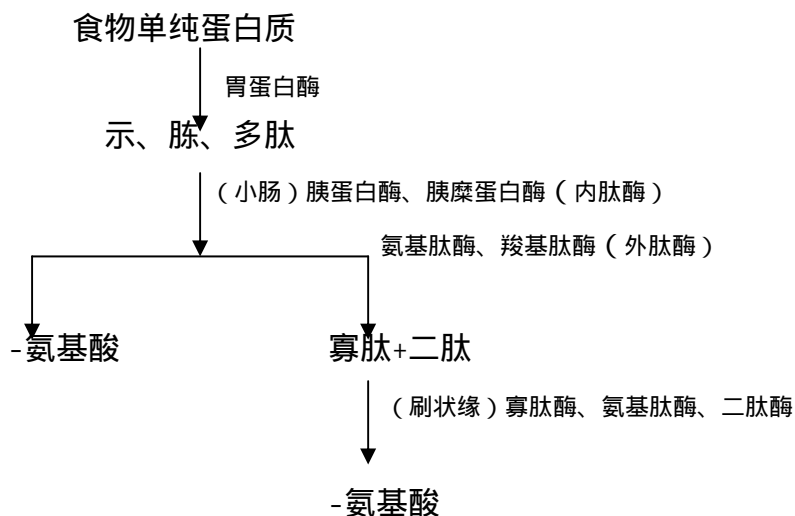 食物单纯蛋白质
胃蛋白酶
示、胨、多肽
（小肠）胰蛋白酶、胰糜蛋白酶（内肽酶）
氨基肽酶、羧基肽酶（外肽酶）
-氨基酸
寡肽+二肽
（刷状缘）寡肽酶、氨基肽酶、二肽酶
-氨基酸